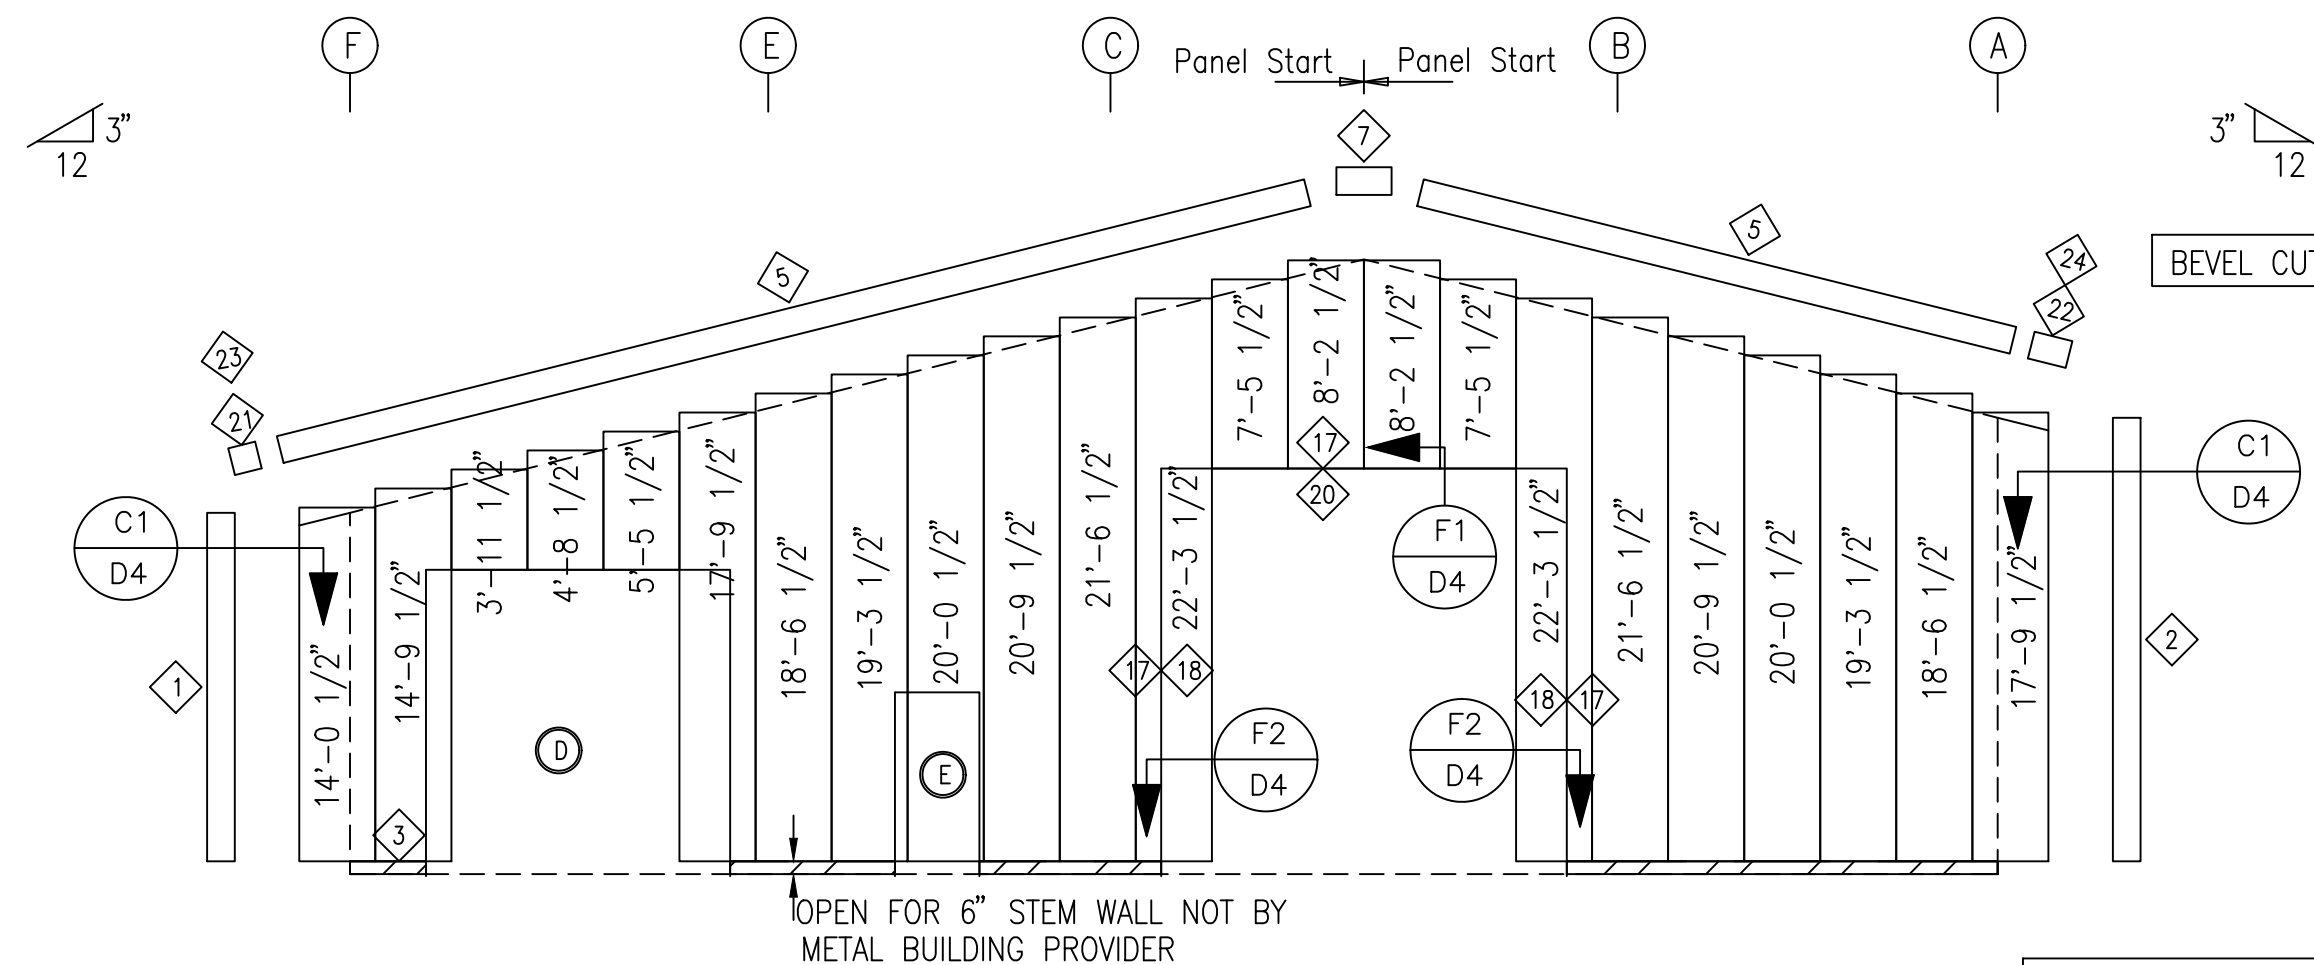 F
E
C
B
A
Panel Start
Panel Start
3"
12
3"
12
7
5
5
24
22
BEVEL CU
23
21
C1
D4
C1
D4
1
2
3
14'-0 1/2"
14'-9 1/2"
3'-11 1/2"
4'-8 1/2"
5'-5 1/2"
17'-9 1/2"
18'-6 1/2"
19'-3 1/2"
20'-0 1/2"
20'-9 1/2"
21'-6 1/2"
22'-3 1/2"
7'-5 1/2"
8'-2 1/2"
8'-2 1/2"
7'-5 1/2"
22'-3 1/2"
21'-6 1/2"
20'-9 1/2"
20'-0 1/2"
19'-3 1/2"
18'-6 1/2"
17'-9 1/2"
17
20
F1
D4
17
18
18
17
F2
D4
F2
D4
D
E
OPEN FOR 6" STEM WALL NOT BY
METAL BUILDING PROVIDER